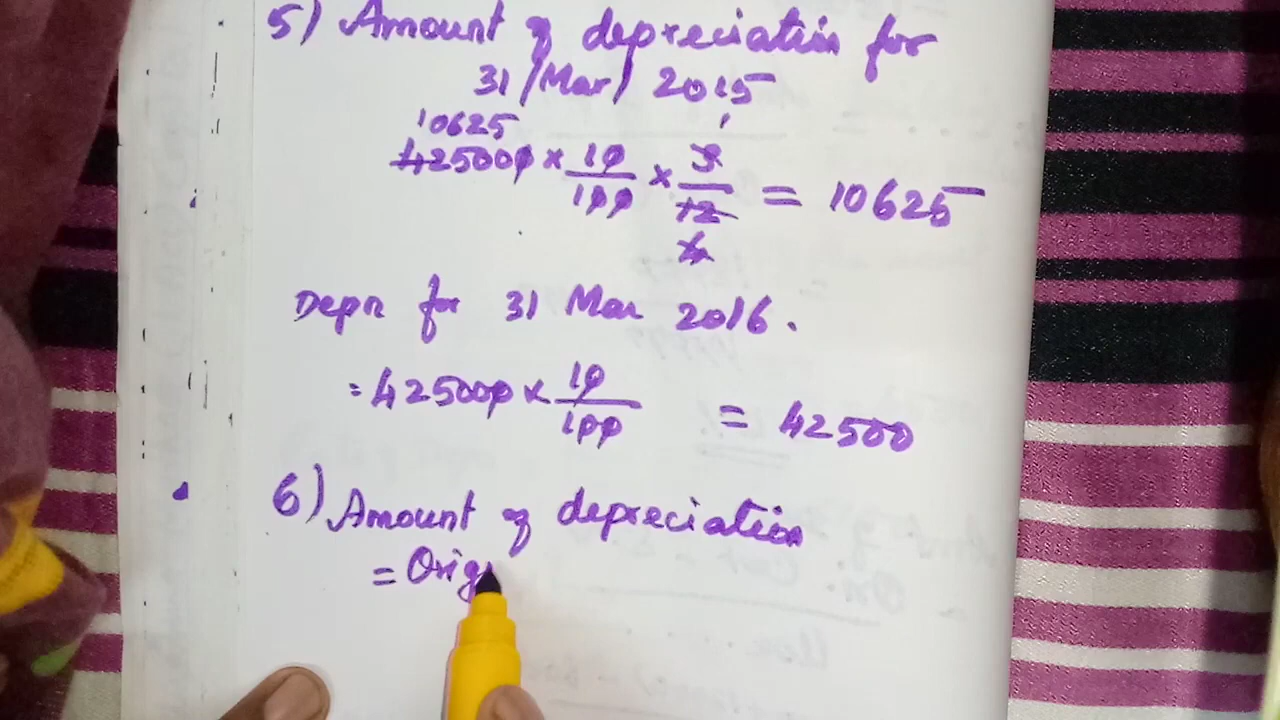 5) Amount of depreciation for
31/Mar/2015
10625 1
425000 × 10/100 × 3/12 = 10625
4
Depn for 31 Mar 2016.
= 425000 × 10/100 = 42500
6) Amount of depreciation
= Orig